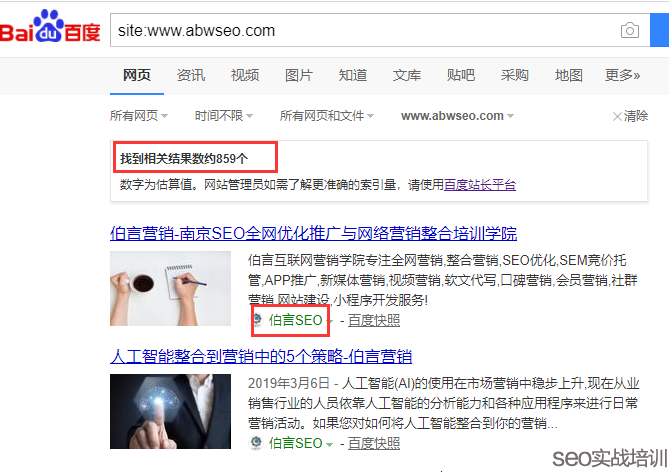 Bai du 百度
site:www.abwseo.com
网页 资讯 视频 图片 知道 文库 贴吧 采购 地图 更多»
所有网页 时间不限 所有网页和文件 www.abwseo.com ×清除
找到相关结果数约859个
数字为估算值。网站管理员如需了解更准确的索引量，请使用百度站长平台
伯言营销-南京SEO全网优化推广与网络营销整合培训学院
伯言互联网营销学院专注全网营销,整合营销,SEO优化,SEM竞价托
管,APP推广,新媒体营销,视频营销,软文代写,口碑营销,会员营销,社群
营销,网站建设,小程序开发服务!
伯言SEO - 百度快照
人工智能整合到营销中的5个策略-伯言营销
2019年3月6日 - 人工智能(AI)的使用在市场营销中稳步上升,现在从业
销售行业的人员依靠人工智能的分析能力和各种应用程序来进行日常
营销活动。如果您对如何将人工智能整合到你的营销...
伯言SEO - 百度快照
seo实战培训